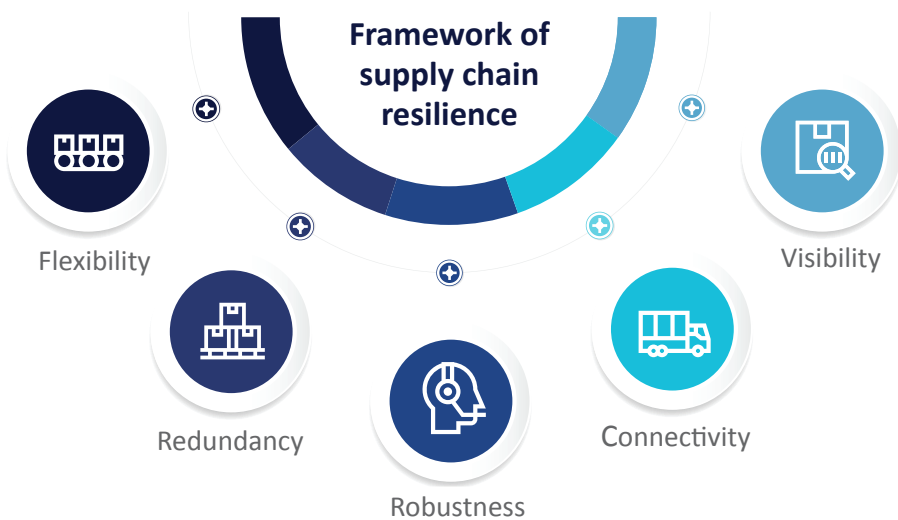 Framework of
supply chain
resilience
Flexibility
Redundancy
Robustness
Connectivity
Visibility